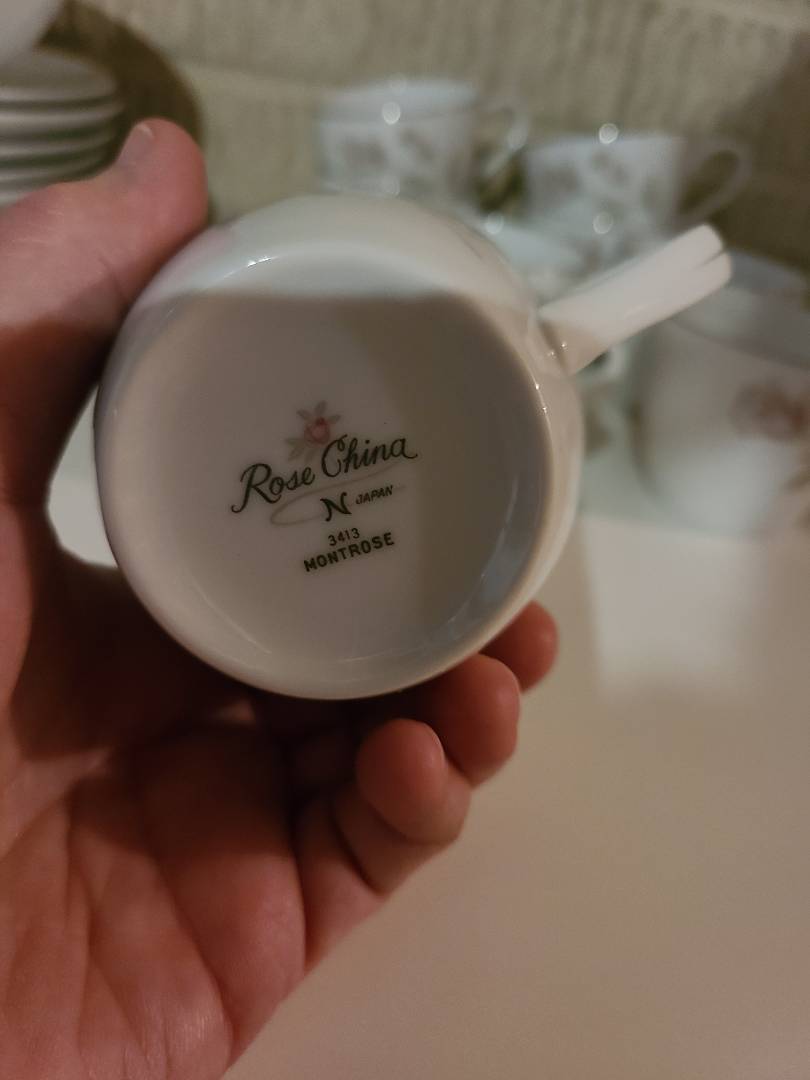 Rose China
N JAPAN
3413
MONTROSE